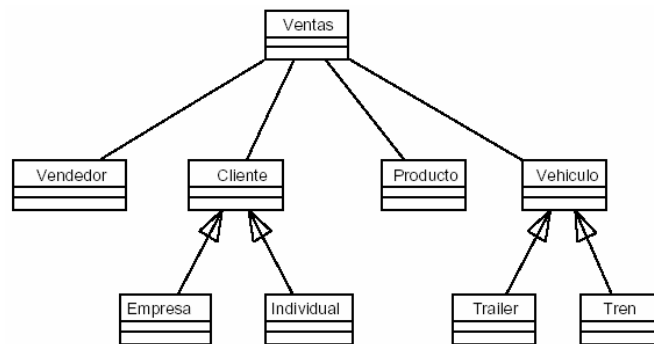 Ventas
Vendedor
Cliente
Producto
Vehiculo
Empresa
Individual
Trailer
Tren